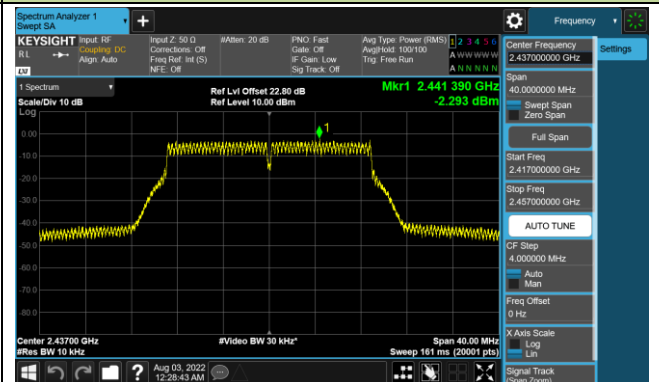 Spectrum Analyzer 1
Swept SA
+
Frequency
KEYSIGHT
RL
Input: RF
Coupling: DC
Align: Auto
Input Z: 50 Ω
Corrections: Off
Freq Ref: Int (S)
NFE: Off
#Atten: 20 dB
PNO: Fast
Gate: Off
IF Gain: Low
Sig Track: Off
Avg Type: Power (RMS)
Avg|Hold: 100/100
Trig: Free Run
1 2 3 4 5 6
A W W W W W
A N N N N N
LXI
1 Spectrum
Scale/Div 10 dB
Log
Ref Lvl Offset 22.80 dB
Ref Level 10.00 dBm
Mkr1 2.441 390 GHz
-2.293 dBm
1
0.00
-10.0
-20.0
-30.0
-40.0
-50.0
-60.0
-70.0
-80.0
Center 2.43700 GHz
#Res BW 10 kHz
#Video BW 30 kHz*
Span 40.00 MHz
Sweep 161 ms (20001 pts)
Aug 03, 2022
12:28:43 AM
Settings
Center Frequency
2.437000000 GHz
Span
40.0000000 MHz
Swept Span
Zero Span
Full Span
Start Freq
2.417000000 GHz
Stop Freq
2.457000000 GHz
AUTO TUNE
CF Step
4.000000 MHz
Auto
Man
Freq Offset
0 Hz
X Axis Scale
Log
Lin
Signal Track
(Span Zoom)